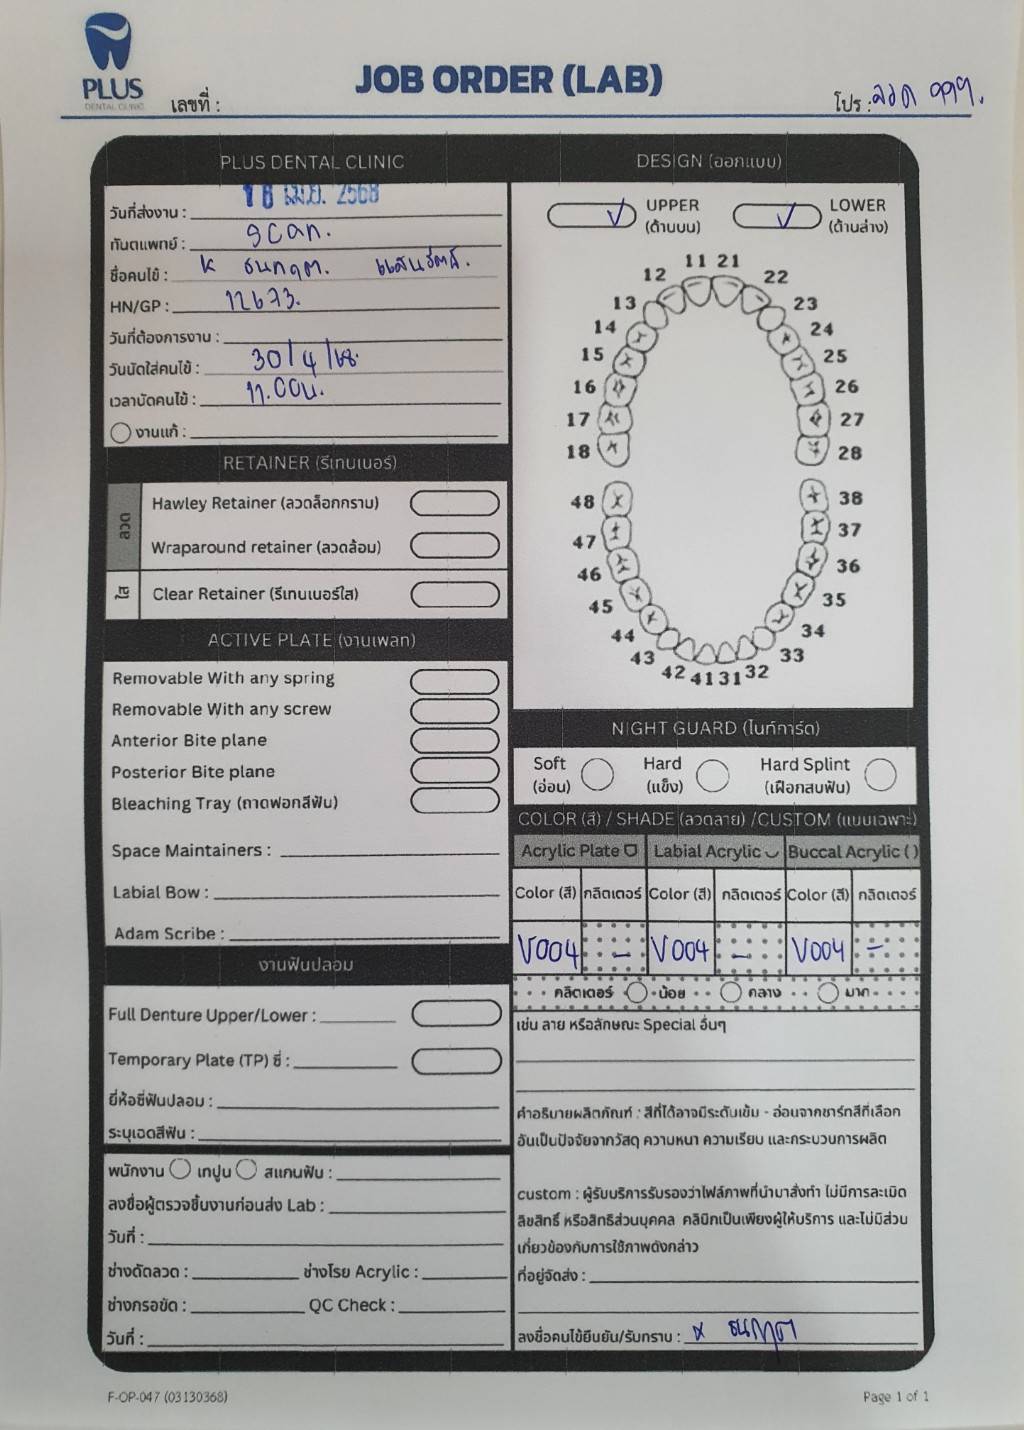 PLUS
DENTAL CLINIC
JOB ORDER (LAB)
เลขที่ :
โปร : ลวด 999.
PLUS DENTAL CLINIC
วันที่ส่งงาน : 18 เม.ย. 2568
ทันตแพทย์ : scan.
ชื่อคนไข้ : K ธนกฤต.
HN/GP : 12673.
วันที่ต้องการงาน :
วันนัดใส่คนไข้ : 30/4/68.
เวลานัดคนไข้ : 11.00น.
งานแก้ :
RETAINER (รีเทนเนอร์)
ลวด
Hawley Retainer (ลวดล็อกกราม)
Wraparound retainer (ลวดล้อม)
ใส
Clear Retainer (รีเทนเนอร์ใส)
ACTIVE PLATE (งานเพลท)
Removable With any spring
Removable With any screw
Anterior Bite plane
Posterior Bite plane
Bleaching Tray (ถาดฟอกสีฟัน)
Space Maintainers :
Labial Bow :
Adam Scribe :
งานฟันปลอม
Full Denture Upper/Lower :
Temporary Plate (TP) ซี่ :
ยี่ห้อซี่ฟันปลอม :
ระบุเฉดสีฟัน :
พนักงาน เทปูน สแกนฟัน :
ลงชื่อผู้ตรวจชิ้นงานก่อนส่ง Lab :
วันที่ :
ช่างดัดลวด : ช่างโรย Acrylic :
ช่างกรอขัด : QC Check :
วันที่ :
DESIGN (ออกแบบ)
UPPER LOWER
(ด้านบน) (ด้านล่าง)
11 21
12 22
13 23
14 24
15 25
16 26
17 27
18 28
48 38
47 37
46 36
45 35
44 34
43 33
42 41 31 32
NIGHT GUARD (ไนท์การ์ด)
Soft Hard Hard Splint
(อ่อน) (แข็ง) (เฝือกสบฟัน)
COLOR (สี) / SHADE (ลวดลาย) /CUSTOM (แบบเฉพาะ)
Acrylic Plate Labial Acrylic Buccal Acrylic ( )
Color (สี) กลิตเตอร์ Color (สี) กลิตเตอร์ Color (สี) กลิตเตอร์
V004 - V004 - V004 -
กลิตเตอร์ น้อย กลาง มาก
เช่น ลาย หรือลักษณะ Special อื่นๆ
คำอธิบายผลิตภัณฑ์ : สีที่ได้อาจมีระดับเข้ม - อ่อนจากชาร์ทสีที่เลือก
อันเป็นปัจจัยจากวัสดุ ความหนา ความเรียบ และกระบวนการผลิต
custom : ผู้รับบริการรับรองว่าไฟล์ภาพที่นำมาสั่งทำ ไม่มีการละเมิด
ลิขสิทธิ์ หรือสิทธิส่วนบุคคล คลินิกเป็นเพียงผู้ให้บริการ และไม่มีส่วน
เกี่ยวข้องกับการใช้ภาพดังกล่าว
ที่อยู่จัดส่ง :
ลงชื่อคนไข้ยืนยัน/รับทราบ : x ธนกฤต
F-OP-047 (03130368)
Page 1 of 1